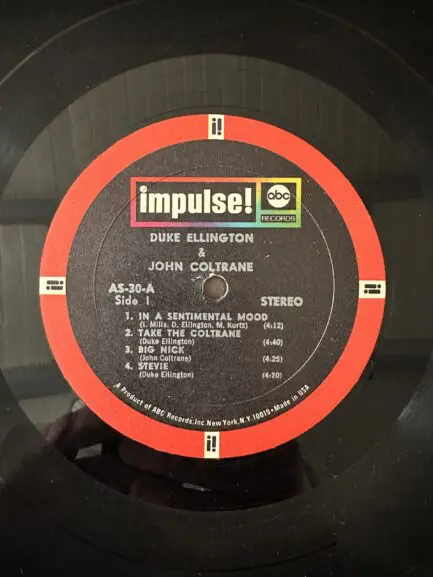 impulse! abc RECORDS
DUKE ELLINGTON
&
JOHN COLTRANE
AS-30-A
Side 1 STEREO
1. IN A SENTIMENTAL MOOD
(I. Mills, D. Ellington, M. Kurtz) (4:12)
2. TAKE THE COLTRANE
(Duke Ellington) (4:40)
3. BIG NICK
(John Coltrane) (4:25)
4. STEVIE
(Duke Ellington) (4:20)
A Product of ABC Records, Inc. New York, N.Y 10019 • Made in USA
i!
i!
i!
i!